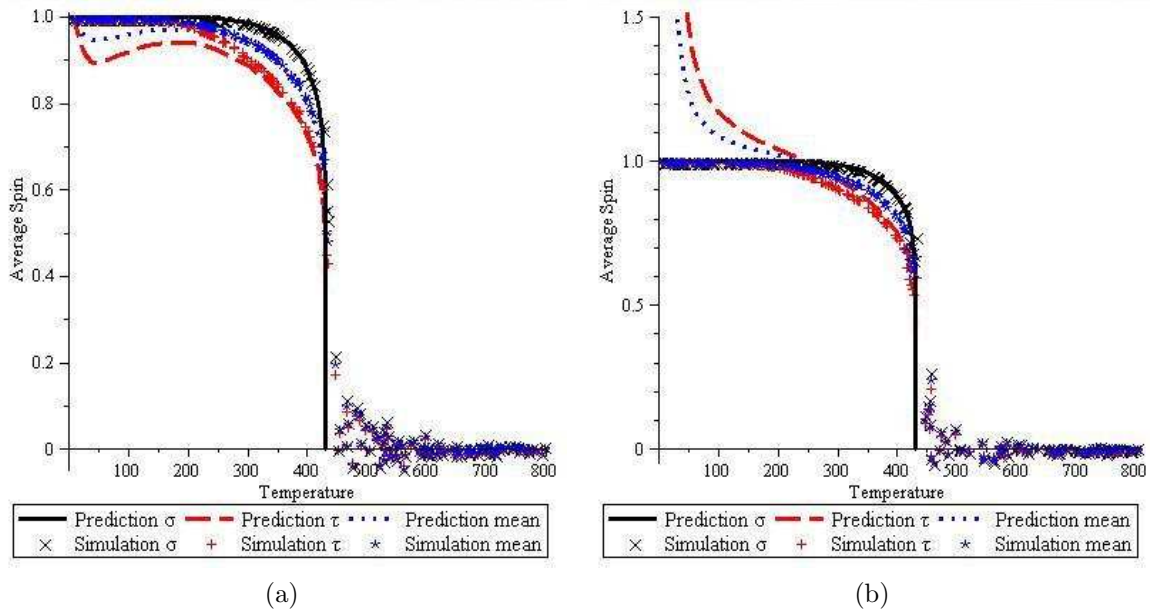 1.0
0.8
0.6
0.4
0.2
0
Average Spin
100 200 300 400 500 600 700 800
Temperature
Prediction σ Prediction τ Prediction mean
Simulation σ Simulation τ Simulation mean
(a)
1.5
1.0
0.5
0
Average Spin
100 200 300 400 500 600 700 800
Temperature
Prediction σ Prediction τ Prediction mean
Simulation σ Simulation τ Simulation mean
(b)